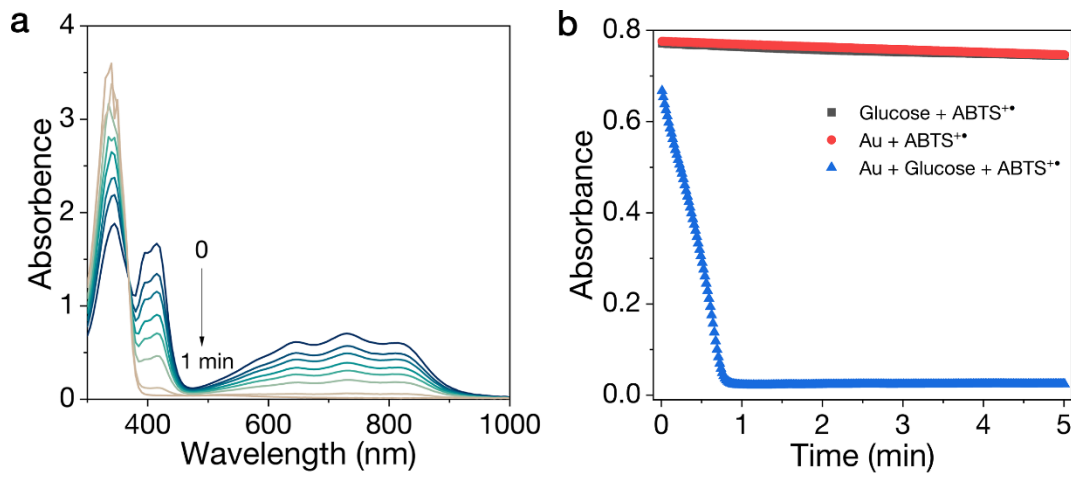 a
Absorbence
4
3
2
1
0
0
1 min
400
600
800
1000
Wavelength (nm)
b
Absorbance
0.8
0.6
0.4
0.2
0.0
Glucose + ABTS⁺•
Au + ABTS⁺•
Au + Glucose + ABTS⁺•
0
1
2
3
4
5
Time (min)